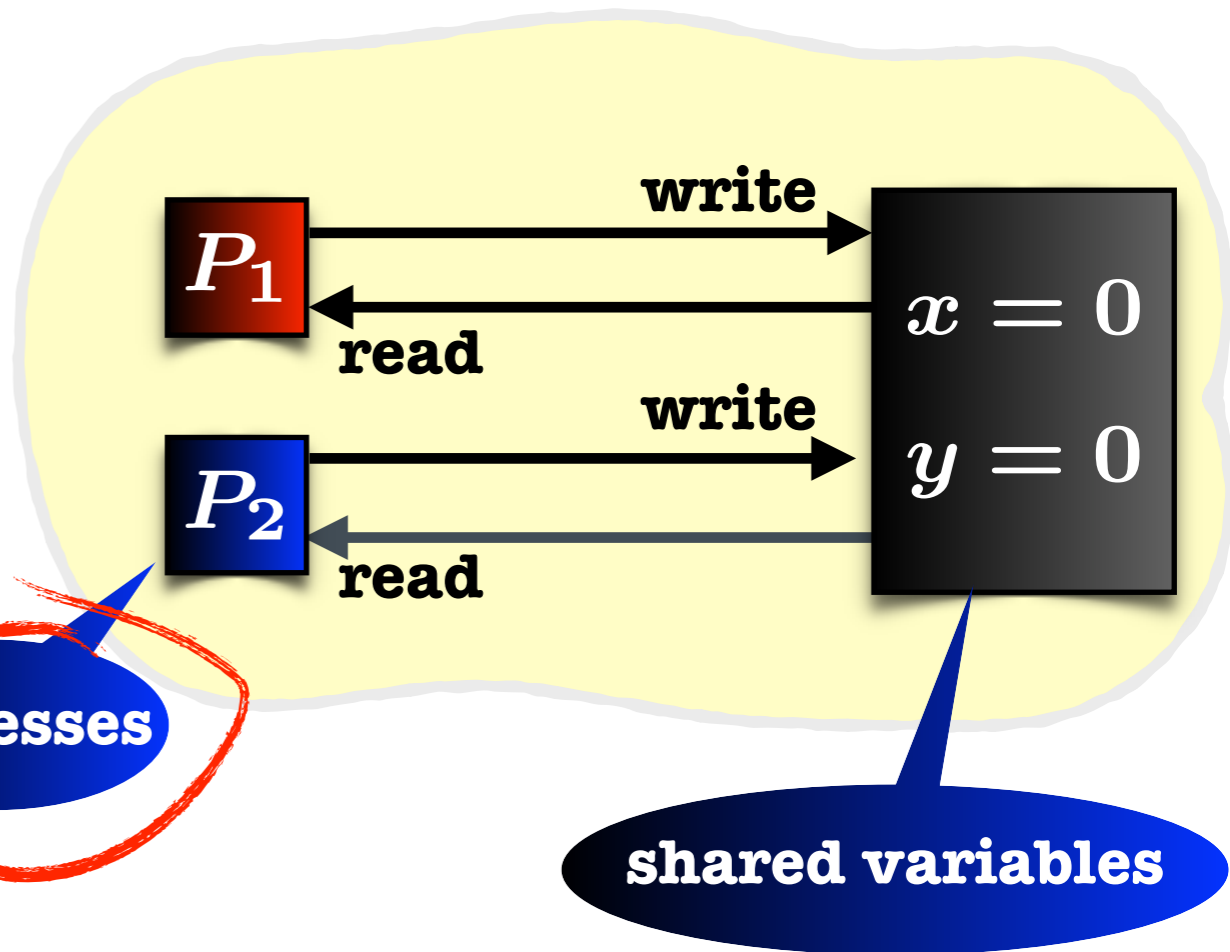 write
P₁
x = 0
read
write
P₂
y = 0
read
esses
shared variables